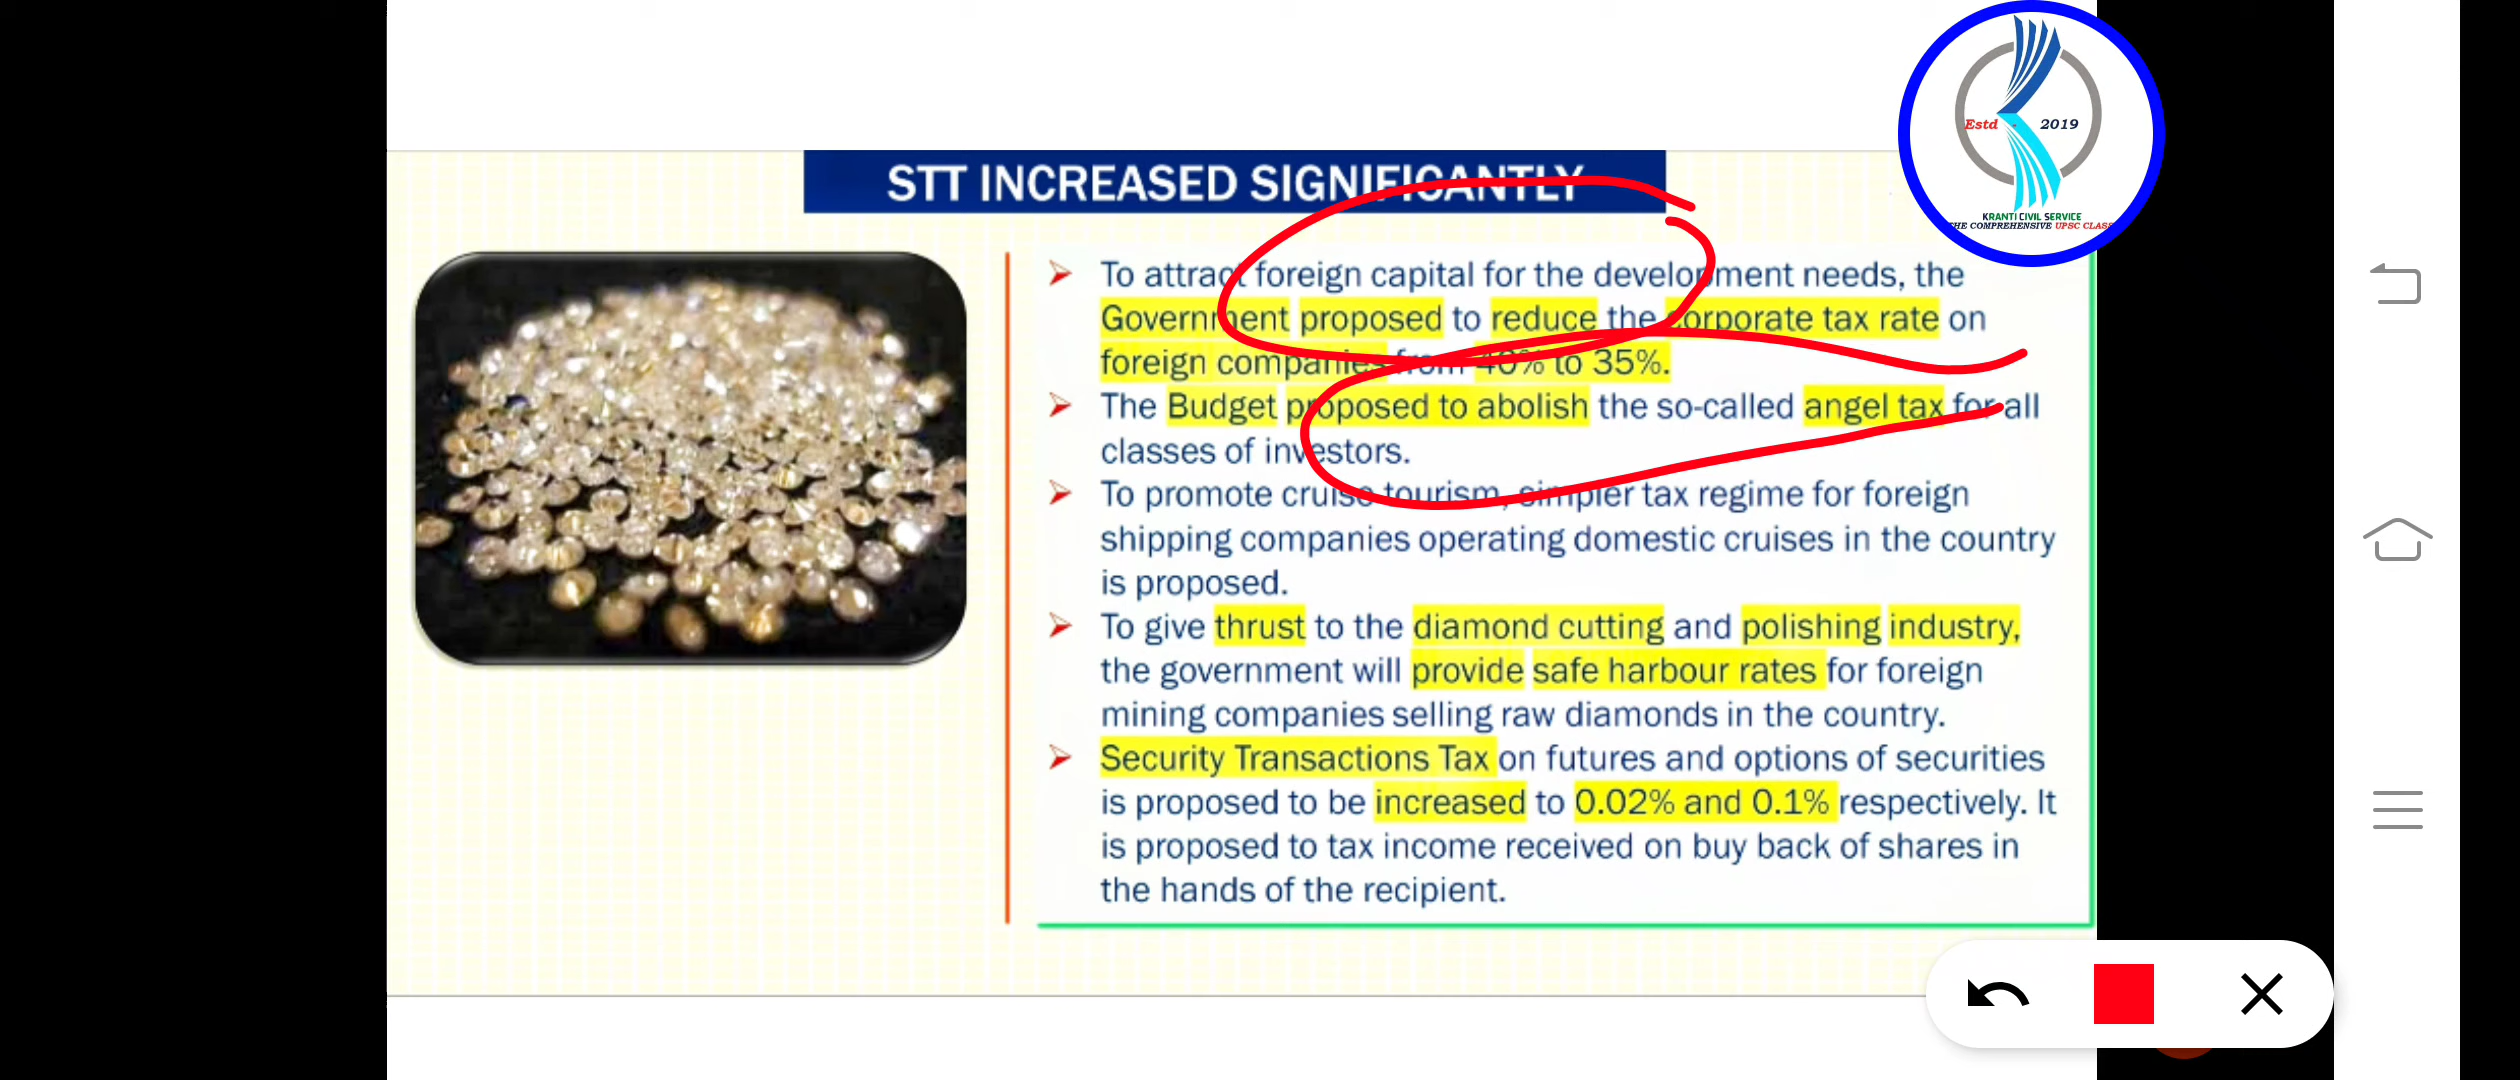 Estd
2019
KRANTI CIVIL SERVICE
THE COMPREHENSIVE UPSC CLASS
STT INCREASED SIGNIFICANTLY
➤ To attract foreign capital for the development needs, the
Government proposed to reduce the corporate tax rate on
foreign companies from 40% to 35%.
➤ The Budget proposed to abolish the so-called angel tax for all
classes of investors.
➤ To promote cruise tourism, simpler tax regime for foreign
shipping companies operating domestic cruises in the country
is proposed.
➤ To give thrust to the diamond cutting and polishing industry,
the government will provide safe harbour rates for foreign
mining companies selling raw diamonds in the country.
➤ Security Transactions Tax on futures and options of securities
is proposed to be increased to 0.02% and 0.1% respectively. It
is proposed to tax income received on buy back of shares in
the hands of the recipient.